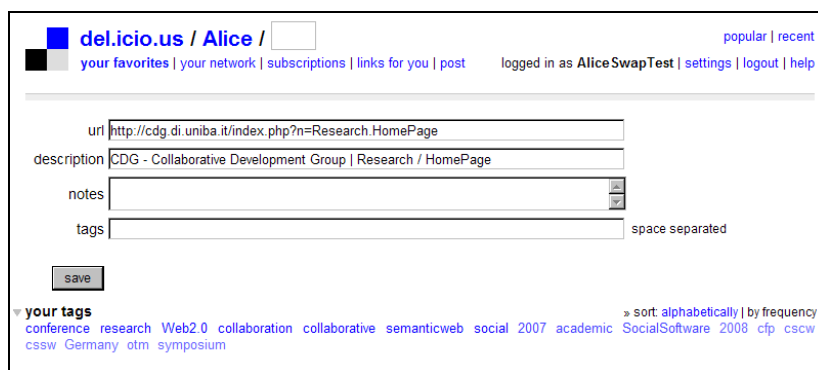 del.icio.us / Alice /
popular | recent
your favorites | your network | subscriptions | links for you | post
logged in as AliceSwapTest | settings | logout | help
url http://cdg.di.uniba.it/index.php?n=Research.HomePage
description CDG - Collaborative Development Group | Research / HomePage
notes
tags space separated
save
your tags » sort: alphabetically | by frequency
conference research Web2.0 collaboration collaborative semanticweb social 2007 academic SocialSoftware 2008 cfp cscw
cssw Germany otm symposium